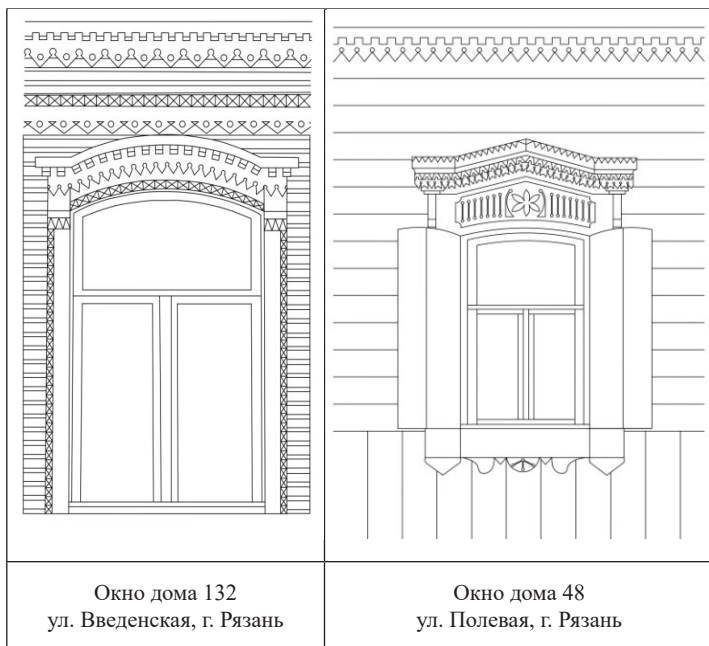 Окно дома 132
ул. Введенская, г. Рязань
Окно дома 48
ул. Полевая, г. Рязань